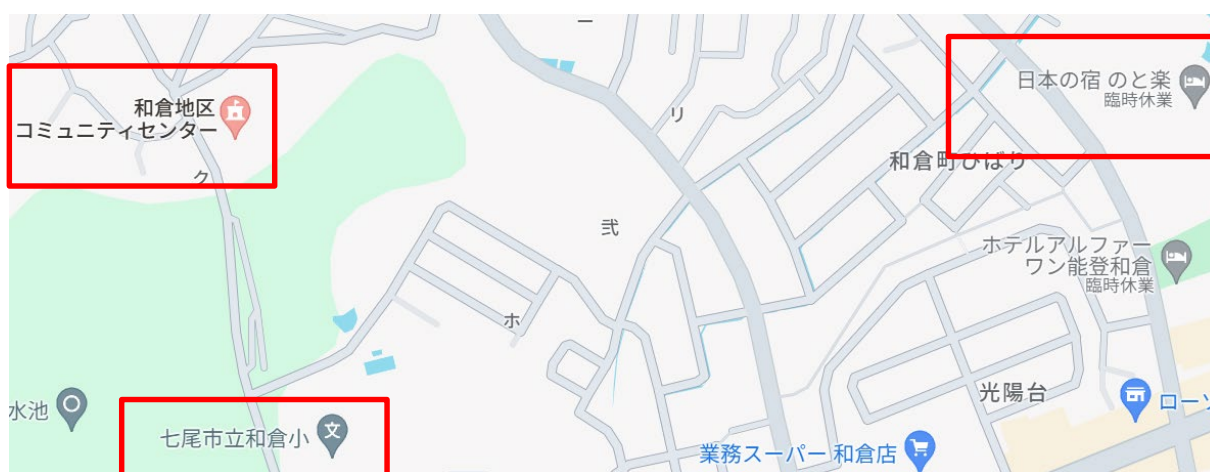 ー
和倉地区
コミュニティセンター
日本の宿 のと楽
臨時休業
リ
和倉町ひばり
ク
弐
ホテルアルファー
ワン能登和倉
臨時休業
ホ
光陽台
水池
ローソ
七尾市立和倉小
文
業務スーパー 和倉店